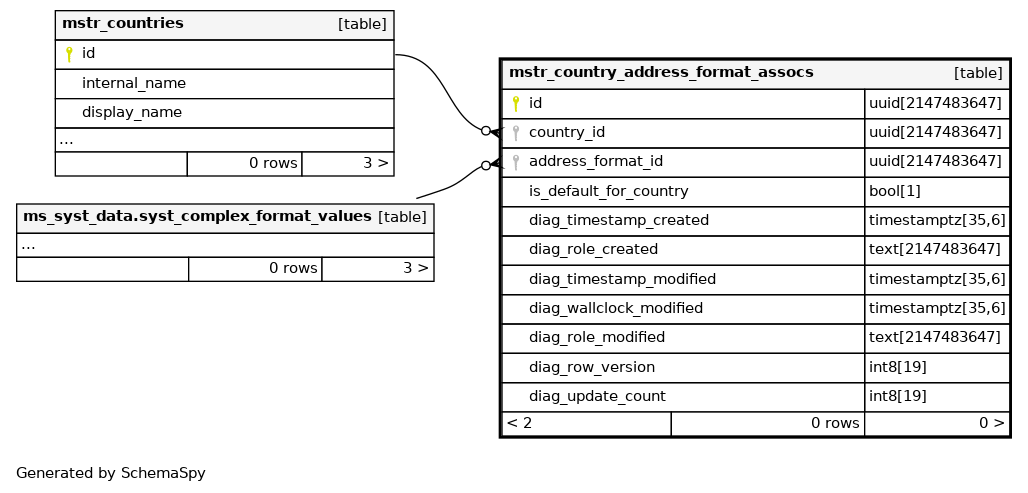 mstr_countries [table]
id
internal_name
display_name
...
0 rows 3 >
ms_syst_data.syst_complex_format_values [table]
...
0 rows 3 >
mstr_country_address_format_assocs [table]
id uuid[2147483647]
country_id uuid[2147483647]
address_format_id uuid[2147483647]
is_default_for_country bool[1]
diag_timestamp_created timestamptz[35,6]
diag_role_created text[2147483647]
diag_timestamp_modified timestamptz[35,6]
diag_wallclock_modified timestamptz[35,6]
diag_role_modified text[2147483647]
diag_row_version int8[19]
diag_update_count int8[19]
< 2 0 rows 0 >
Generated by SchemaSpy